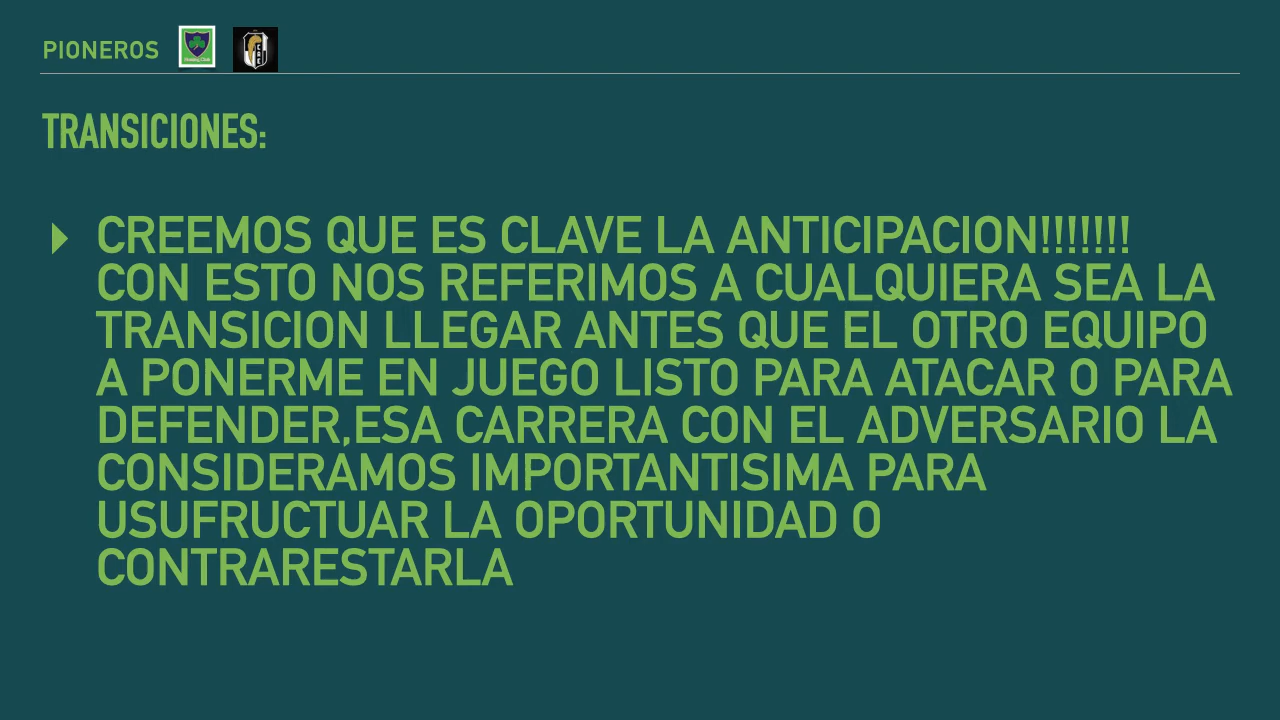 PIONEROS
TRANSICIONES:
CREEMOS QUE ES CLAVE LA ANTICIPACION!!!!!!!
CON ESTO NOS REFERIMOS A CUALQUIERA SEA LA
TRANSICION LLEGAR ANTES QUE EL OTRO EQUIPO
A PONERME EN JUEGO LISTO PARA ATACAR O PARA
DEFENDER,ESA CARRERA CON EL ADVERSARIO LA
CONSIDERAMOS IMPORTANTISIMA PARA
USUFRUCTUAR LA OPORTUNIDAD O
CONTRARESTARLA